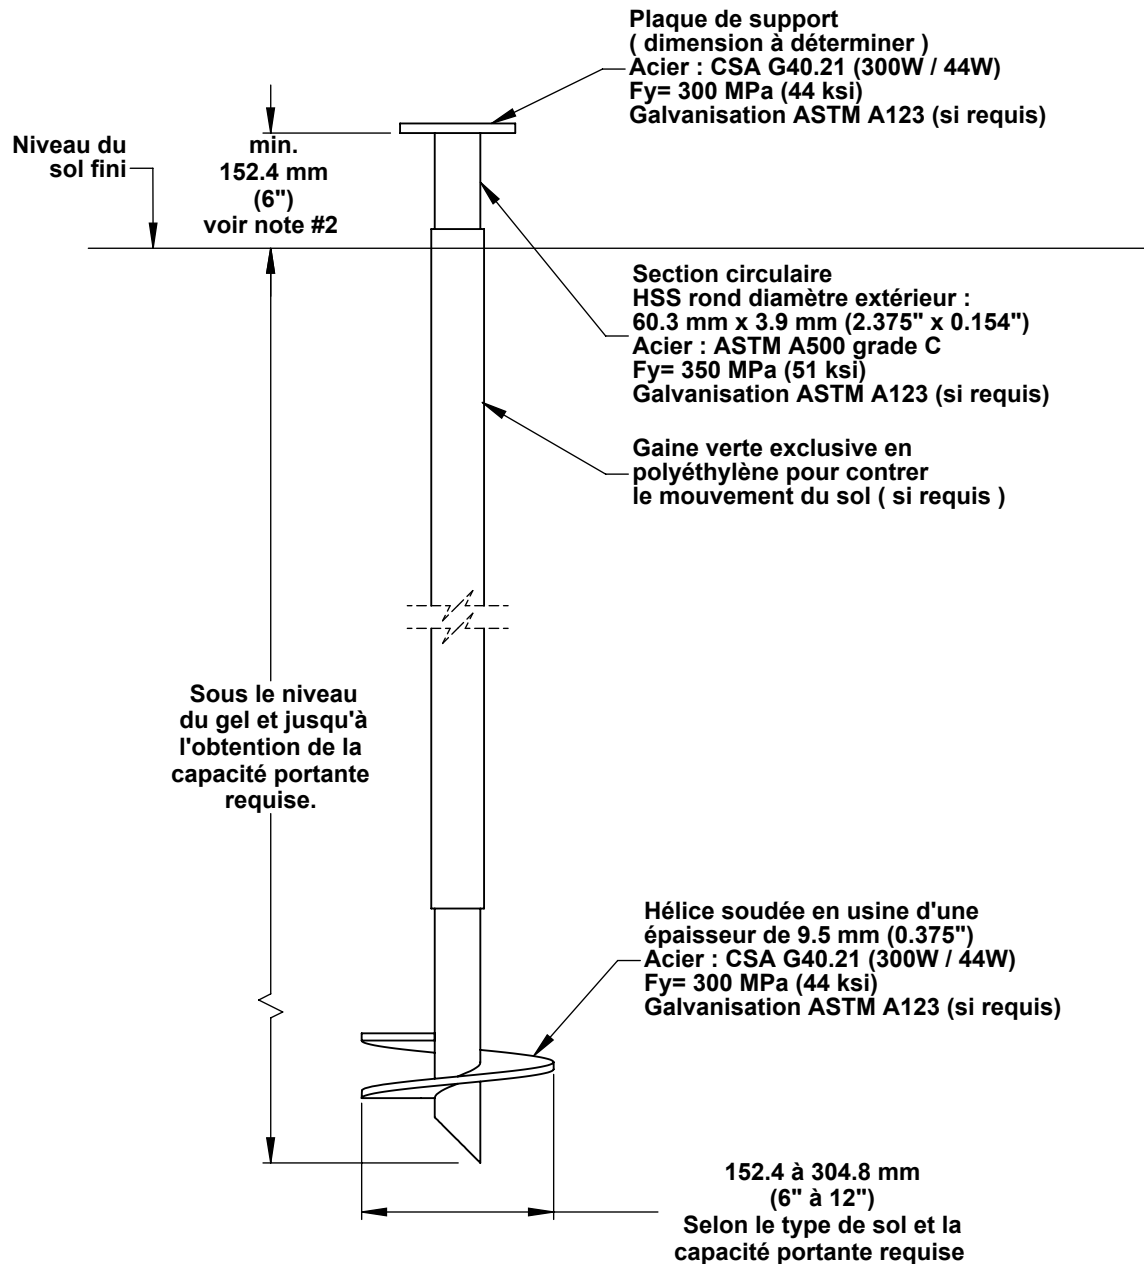 Plaque de support
( dimension à déterminer )
Acier : CSA G40.21 (300W / 44W)
Fy= 300 MPa (44 ksi)
Galvanisation ASTM A123 (si requis)
Niveau du
sol fini
min.
152.4 mm
(6")
voir note #2
Section circulaire
HSS rond diamètre extérieur :
60.3 mm x 3.9 mm (2.375" x 0.154")
Acier : ASTM A500 grade C
Fy= 350 MPa (51 ksi)
Galvanisation ASTM A123 (si requis)
Gaine verte exclusive en
polyéthylène pour contrer
le mouvement du sol ( si requis )
Sous le niveau
du gel et jusqu'à
l'obtention de la
capacité portante
requise.
Hélice soudée en usine d'une
épaisseur de 9.5 mm (0.375")
Acier : CSA G40.21 (300W / 44W)
Fy= 300 MPa (44 ksi)
Galvanisation ASTM A123 (si requis)
152.4 à 304.8 mm
(6" à 12")
Selon le type de sol et la
capacité portante requise